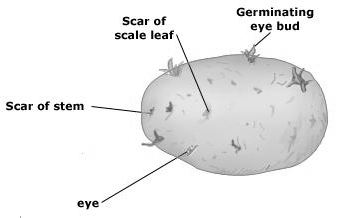 Germinating
eye bud
Scar of
scale leaf
Scar of stem
eye